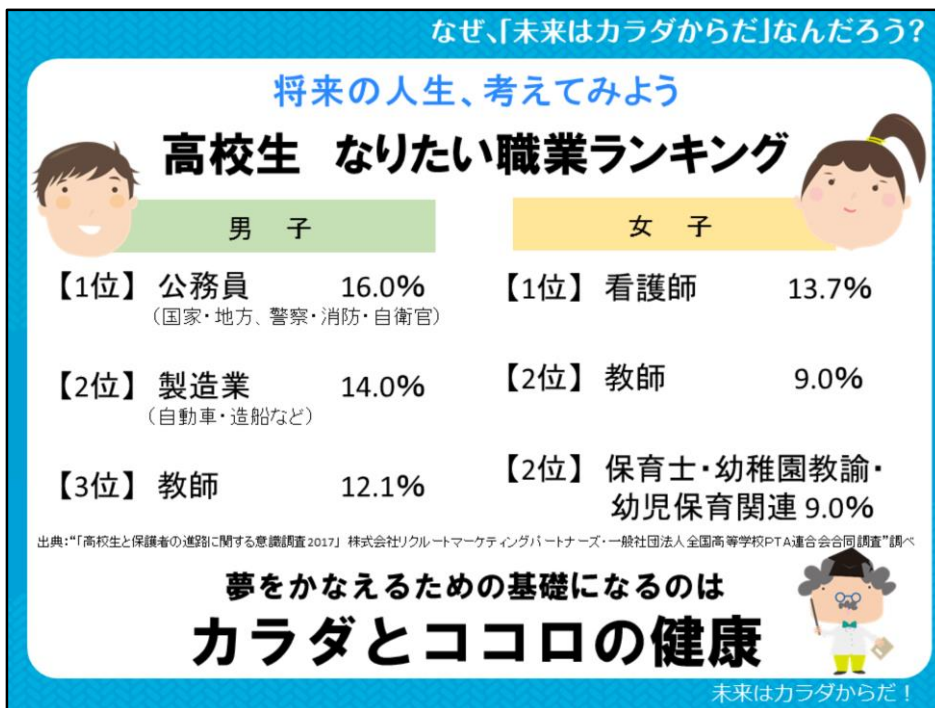 なぜ、「未来はカラダからだ」なんだろう?
将来の人生、考えてみよう
高校生 なりたい職業ランキング
男 子
【1位】 公務員 16.0%
(国家・地方、警察・消防・自衛官)
【2位】 製造業 14.0%
(自動車・造船など)
【3位】 教師 12.1%
女 子
【1位】 看護師 13.7%
【2位】 教師 9.0%
【2位】 保育士・幼稚園教諭・
幼児保育関連 9.0%
出典:“「高校生と保護者の進路に関する意識調査2017」 株式会社リクルートマーケティングパートナーズ・一般社団法人全国高等学校PTA連合会合同調査”調べ
夢をかなえるための基礎になるのは
カラダとココロの健康
未来はカラダからだ!